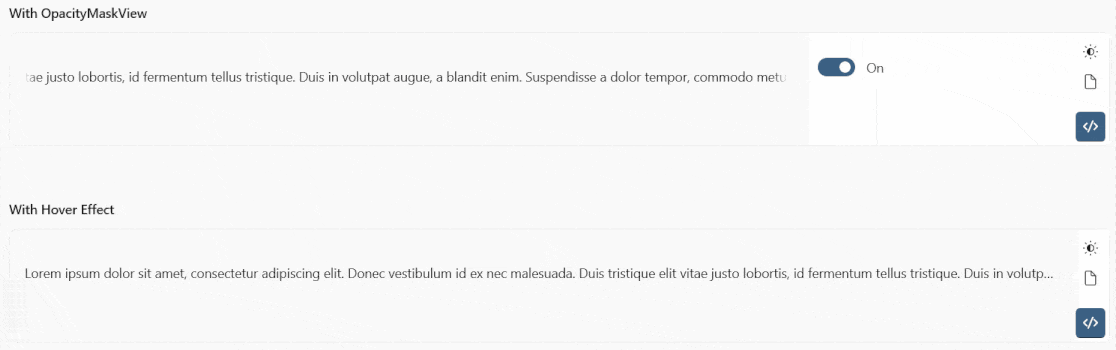 With OpacityMaskView
tae justo lobortis, id fermentum tellus tristique. Duis in volutpat augue, a blandit enim. Suspendisse a dolor tempor, commodo metu
On
With Hover Effect
Lorem ipsum dolor sit amet, consectetur adipiscing elit. Donec vestibulum id ex nec malesuada. Duis tristique elit vitae justo lobortis, id fermentum tellus tristique. Duis in volutp...